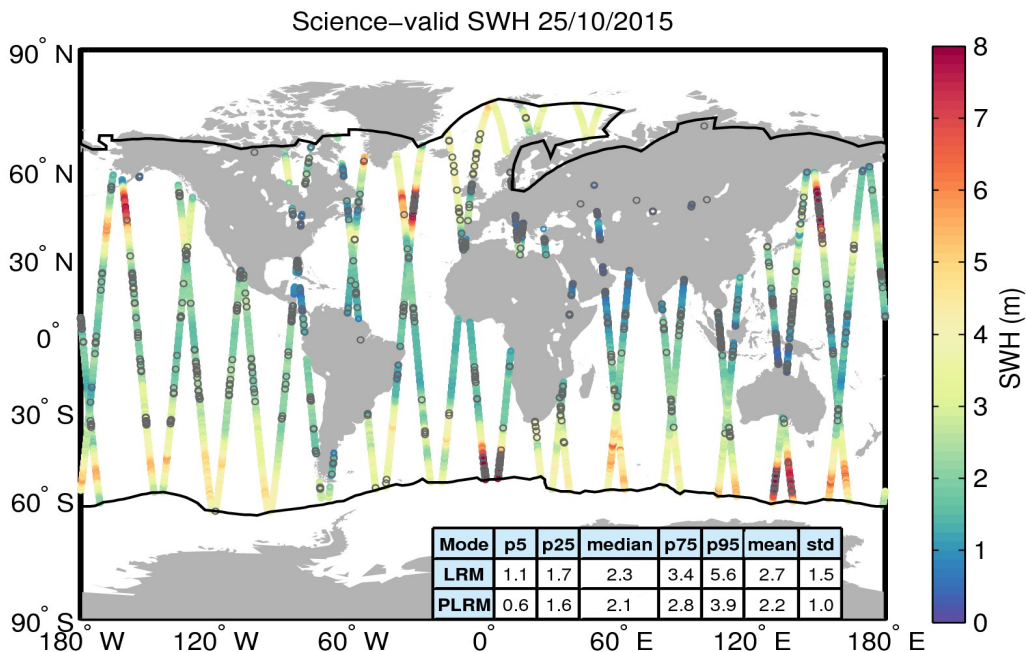 Science−valid SWH 25/10/2015
90° N
60° N
30° N
0°
30° S
60° S
90° S
180° W
120° W
60° W
0°
60° E
120° E
180° E
8
7
6
5
4
3
2
1
0
SWH (m)
Mode p5 p25 median p75 p95 mean std
LRM 1.1 1.7 2.3 3.4 5.6 2.7 1.5
PLRM 0.6 1.6 2.1 2.8 3.9 2.2 1.0